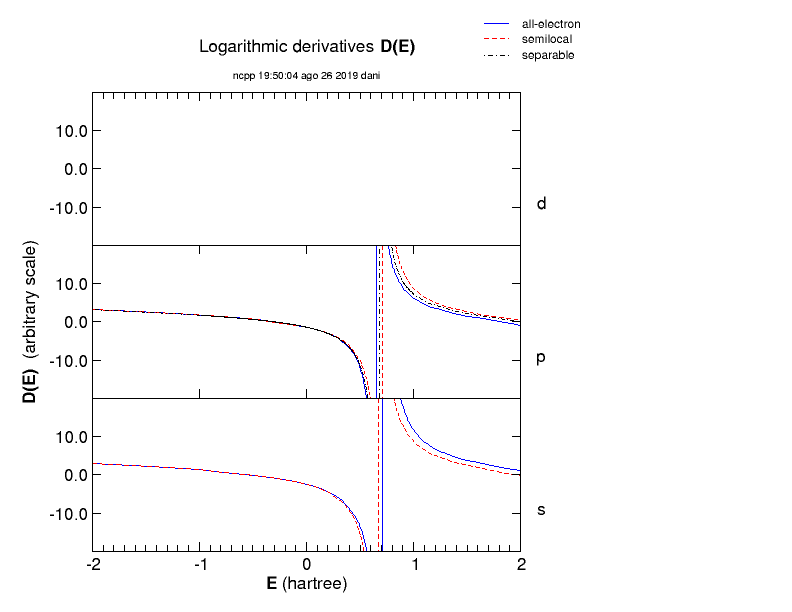 all-electron
semilocal
separable
Logarithmic derivatives D(E)
ncpp 19:50:04 ago 26 2019 dani
10.0
0.0
-10.0
d
10.0
0.0
-10.0
p
10.0
0.0
-10.0
s
D(E) (arbitrary scale)
-2 -1 0 1 2
E (hartree)